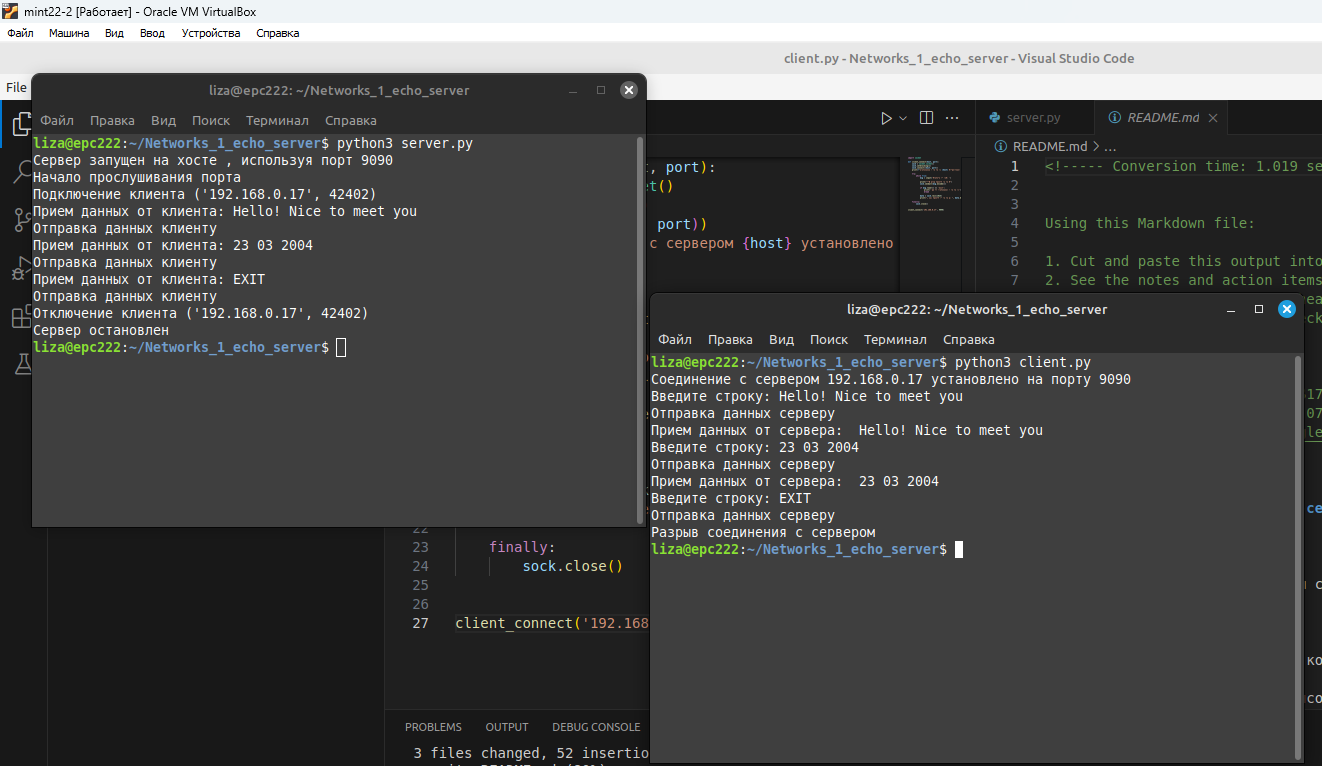 mint22-2 [Работает] - Oracle VM VirtualBox
Файл Машина Вид Ввод Устройства Справка
client.py - Networks_1_echo_server - Visual Studio Code
File
liza@epc222: ~/Networks_1_echo_server
Файл Правка Вид Поиск Терминал Справка
liza@epc222:~/Networks_1_echo_server$ python3 server.py
Сервер запущен на хосте , используя порт 9090
Начало прослушивания порта
Подключение клиента ('192.168.0.17', 42402)
Прием данных от клиента: Hello! Nice to meet you
Отправка данных клиенту
Прием данных от клиента: 23 03 2004
Отправка данных клиенту
Прием данных от клиента: EXIT
Отправка данных клиенту
Отключение клиента ('192.168.0.17', 42402)
Сервер остановлен
liza@epc222:~/Networks_1_echo_server$
, port):
t()
port))
с сервером {host} установлено
server.py README.md
README.md > ...
1 <!----- Conversion time: 1.019 se
2
3
4 Using this Markdown file:
5
6 1. Cut and paste this output into
7 2. See the notes and action items
liza@epc222: ~/Networks_1_echo_server
Файл Правка Вид Поиск Терминал Справка
liza@epc222:~/Networks_1_echo_server$ python3 client.py
Соединение с сервером 192.168.0.17 установлено на порту 9090
Введите строку: Hello! Nice to meet you
Отправка данных серверу
Прием данных от сервера:  Hello! Nice to meet you
Введите строку: 23 03 2004
Отправка данных серверу
Прием данных от сервера:  23 03 2004
Введите строку: EXIT
Отправка данных серверу
Разрыв соединения с сервером
liza@epc222:~/Networks_1_echo_server$
22
23 finally:
24 sock.close()
25
26
27 client_connect('192.168
PROBLEMS OUTPUT DEBUG CONSOLE
3 files changed, 52 insertio